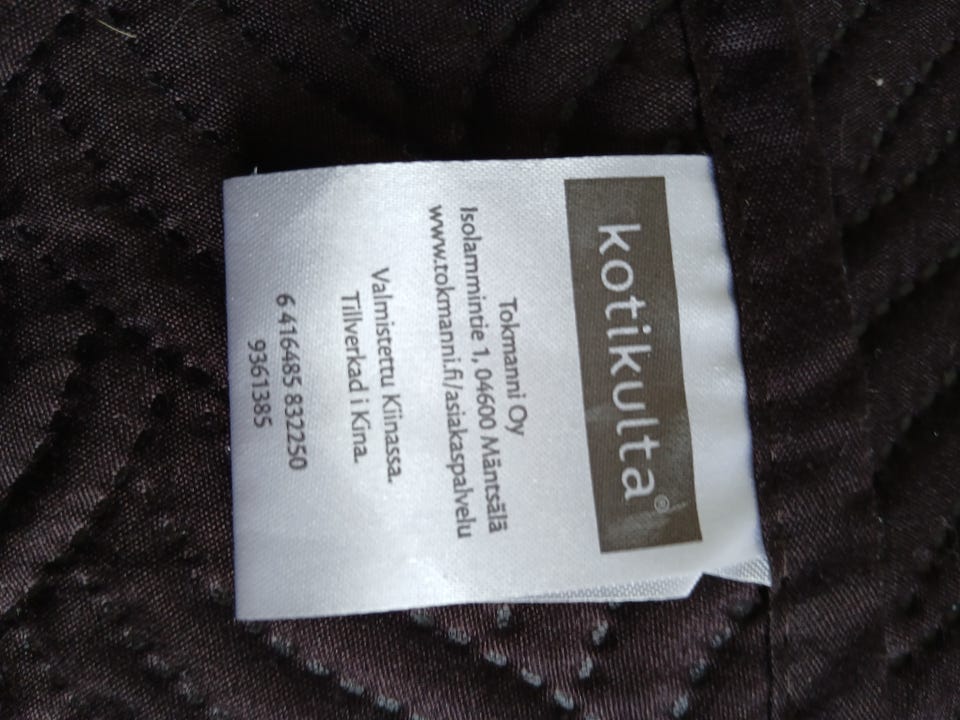 kotikulta®
Tokmanni Oy
Isolammintie 1, 04600 Mäntsälä
www.tokmanni.fi/asiakaspalvelu
Valmistettu Kiinassa.
Tillverkad i Kina.
6 416485 832250
9361385